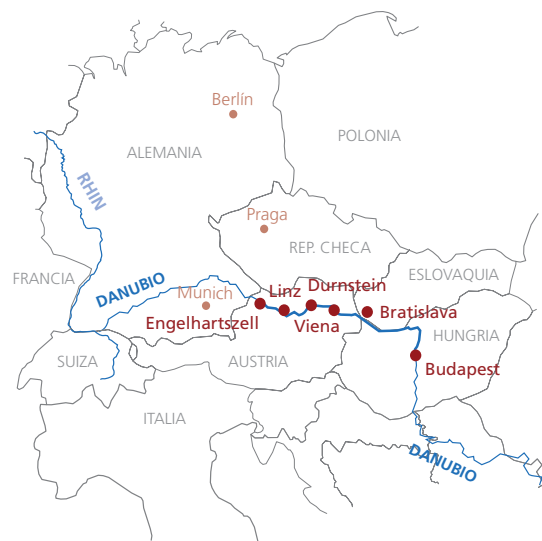 Berlín
POLONIA
ALEMANIA
RHIN
Praga
REP. CHECA
FRANCIA
ESLOVAQUIA
DANUBIO
Munich
Linz
Durnstein
Engelhartszell
Viena
Bratislava
HUNGRIA
SUIZA
AUSTRIA
Budapest
ITALIA
DANUBIO